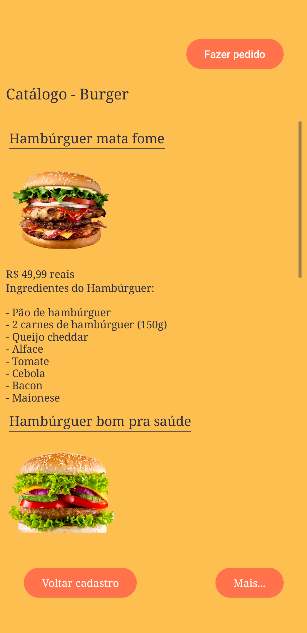 Fazer pedido
Catálogo - Burger
Hambúrguer mata fome
R$ 49,99 reais
Ingredientes do Hambúrguer:
- Pão de hambúrguer
- 2 carnes de hambúrguer (150g)
- Queijo cheddar
- Alface
- Tomate
- Cebola
- Bacon
- Maionese
Hambúrguer bom pra saúde
Voltar cadastro
Mais...